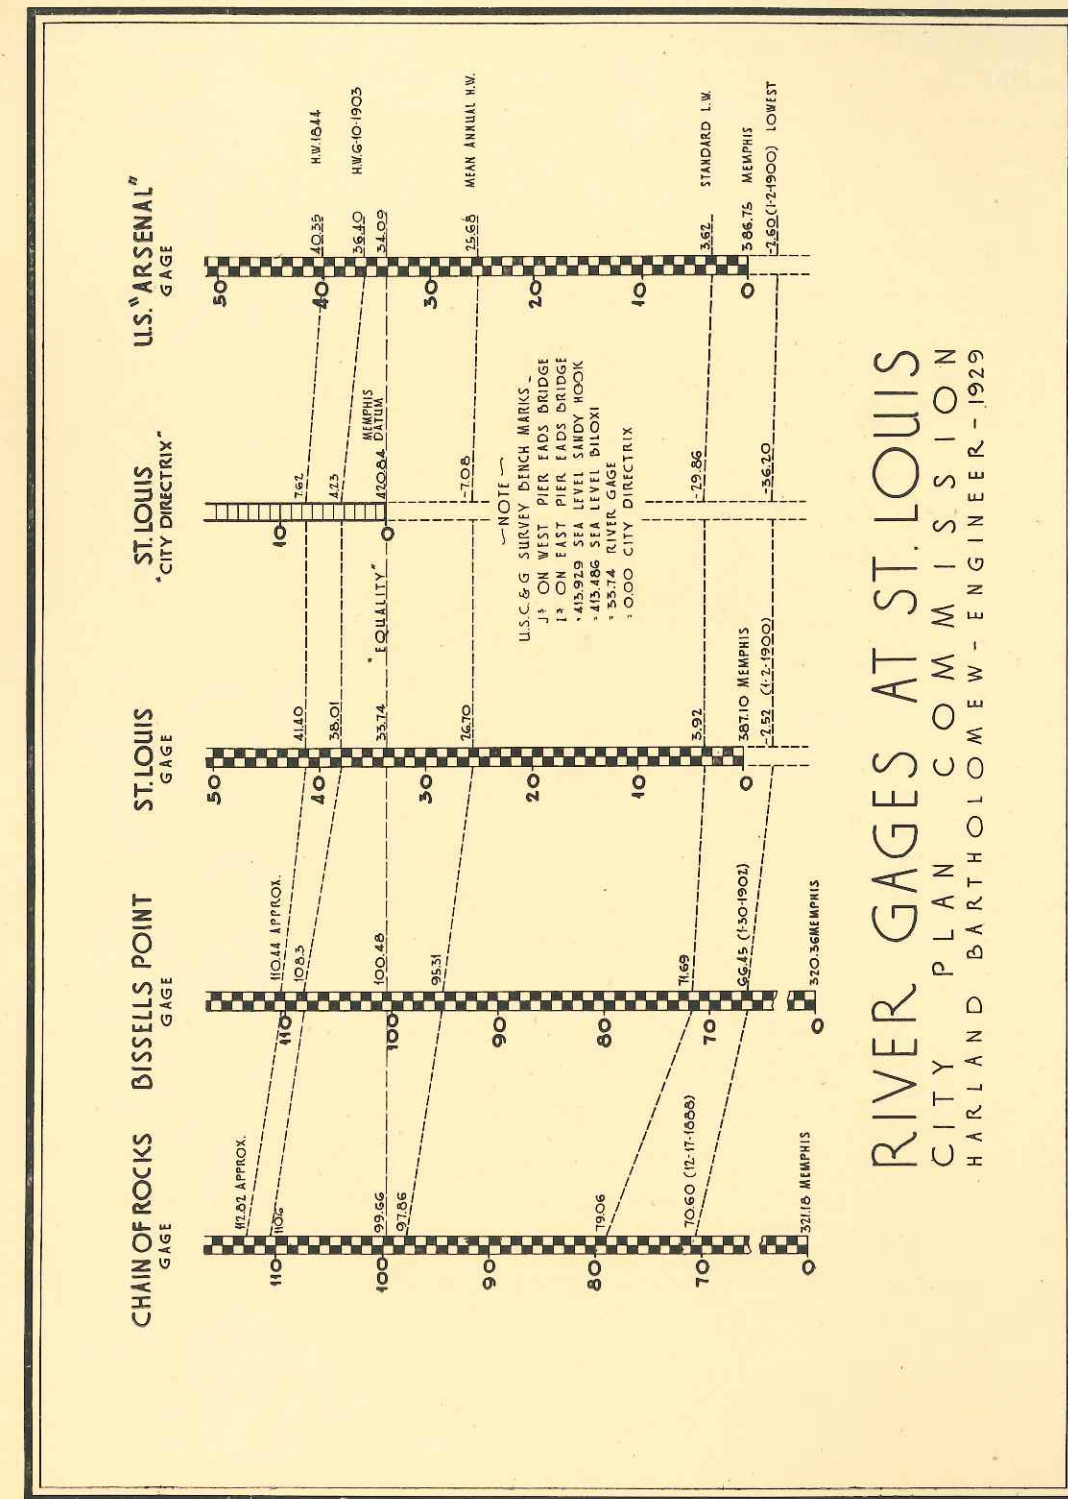 CHAIN OF ROCKS
GAGE
112.82 APPROX.
110.6
99.66
97.86
79.06
70.60 (12-17-1888)
321.18 MEMPHIS
110
100
90
80
70
0
BISSELLS POINT
GAGE
110.44 APPROX.
108.3
100.48
95.31
71.69
66.45 (1-30-1902)
320.36 MEMPHIS
110
100
90
80
70
0
ST. LOUIS
GAGE
41.40
38.01
33.74
26.70
3.92
387.10 MEMPHIS
-2.52 (1-2-1900)
50
40
30
20
10
0
"EQUALITY"
ST. LOUIS
"CITY DIRECTRIX"
7.62
4.23
420.84 MEMPHIS
DATUM
-7.08
-29.86
-36.20
10
0
—NOTE—
U.S.C. & G SURVEY BENCH MARKS
ON WEST PIER EADS BRIDGE
ON EAST PIER EADS BRIDGE
413.929 SEA LEVEL SANDY HOOK
413.486 SEA LEVEL BILOXI
33.74 RIVER GAGE
0.00 CITY DIRECTRIX
U.S. "ARSENAL"
GAGE
H.W. 1844
36.40 H.W. 6-10-1903
34.09
25.68 MEAN ANNUAL H.W.
3.62 STANDARD L.W.
386.75 MEMPHIS
-2.60 (1-2-1900) LOWEST
50
40
30
20
10
0
RIVER GAGES AT ST. LOUIS
CITY PLAN COMMISSION
HARLAND BARTHOLOMEW - ENGINEER - 1929